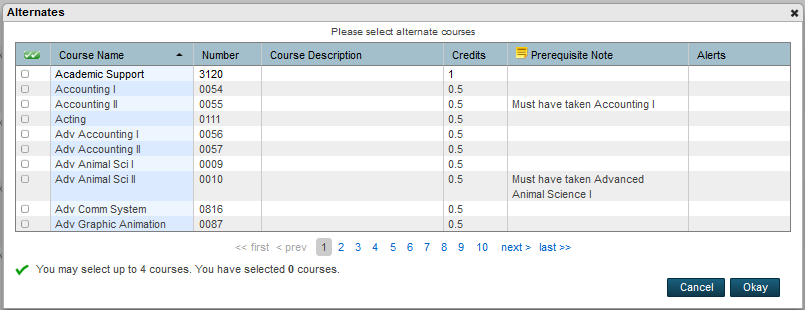 Alternates
Please select alternate courses
Course Name Number Course Description Credits Prerequisite Note Alerts
Academic Support 3120 1
Accounting I 0054 0.5
Accounting II 0055 0.5 Must have taken Accounting I
Acting 0111 0.5
Adv Accounting I 0056 0.5
Adv Accounting II 0057 0.5
Adv Animal Sci I 0009 0.5
Adv Animal Sci II 0010 0.5 Must have taken Advanced
Animal Science I
Adv Comm System 0816 0.5
Adv Graphic Animation 0087 0.5
<< first < prev 1 2 3 4 5 6 7 8 9 10 next > last >>
You may select up to 4 courses. You have selected 0 courses.
Cancel Okay